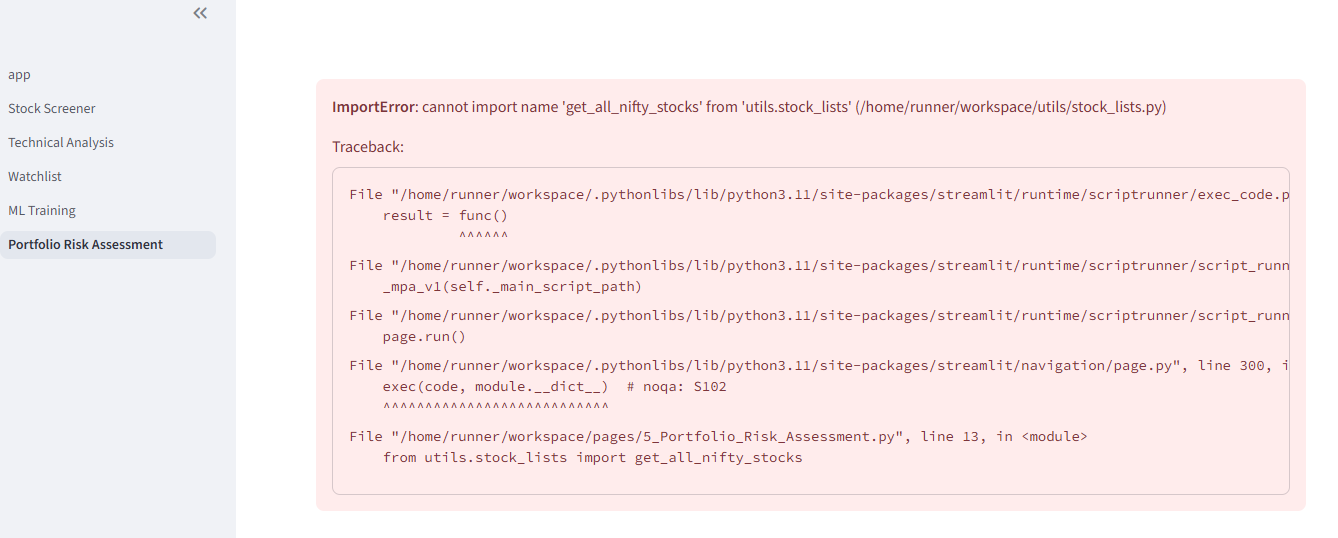 app
Stock Screener
Technical Analysis
Watchlist
ML Training
Portfolio Risk Assessment
ImportError: cannot import name 'get_all_nifty_stocks' from 'utils.stock_lists' (/home/runner/workspace/utils/stock_lists.py)
Traceback:
File "/home/runner/workspace/.pythonlibs/lib/python3.11/site-packages/streamlit/runtime/scriptrunner/exec_code.p
result = func()
^^^^^^
File "/home/runner/workspace/.pythonlibs/lib/python3.11/site-packages/streamlit/runtime/scriptrunner/script_runn
_mpa_v1(self._main_script_path)
File "/home/runner/workspace/.pythonlibs/lib/python3.11/site-packages/streamlit/runtime/scriptrunner/script_runn
page.run()
File "/home/runner/workspace/.pythonlibs/lib/python3.11/site-packages/streamlit/navigation/page.py", line 300, i
exec(code, module.__dict__)  # noqa: S102
^^^^^^^^^^^^^^^^^^^^^^^^^^^
File "/home/runner/workspace/pages/5_Portfolio_Risk_Assessment.py", line 13, in <module>
from utils.stock_lists import get_all_nifty_stocks